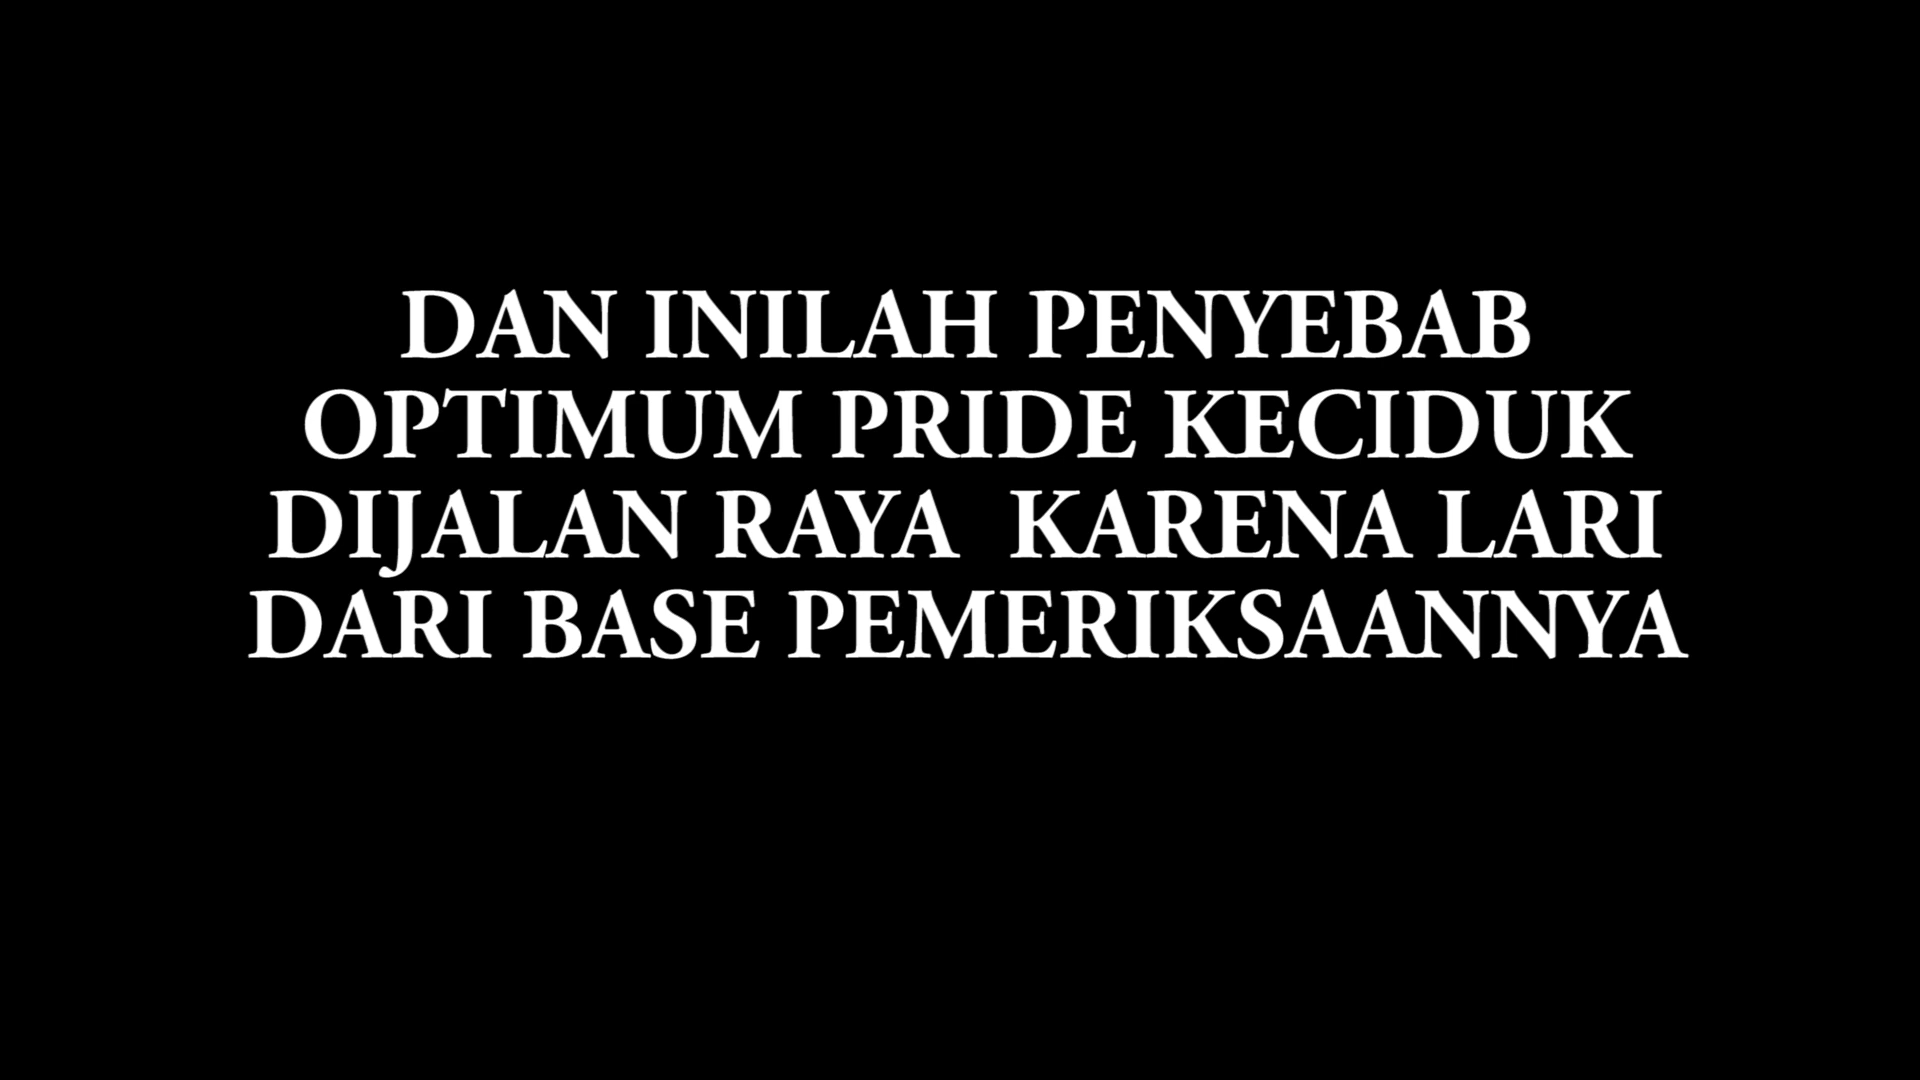 DAN INILAH PENYEBAB
OPTIMUM PRIDE KECIDUK
DIJALAN RAYA  KARENA LARI
DARI BASE PEMERIKSAANNYA